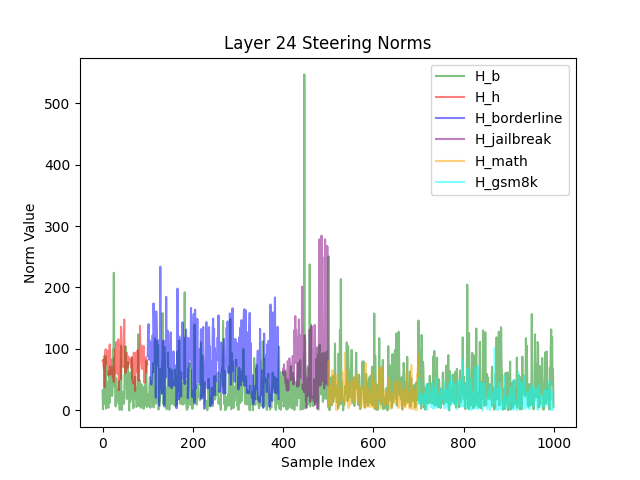 Layer 24 Steering Norms
Norm Value
500
400
300
200
100
0
0 200 400 600 800 1000
Sample Index
H_b
H_h
H_borderline
H_jailbreak
H_math
H_gsm8k